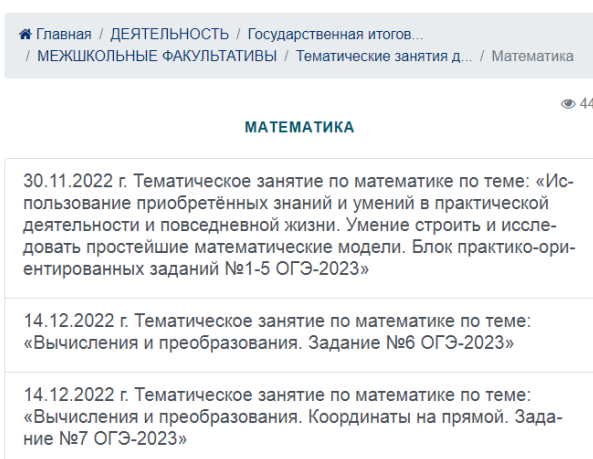 Главная / ДЕЯТЕЛЬНОСТЬ / Государственная итогов...
/ МЕЖШКОЛЬНЫЕ ФАКУЛЬТАТИВЫ / Тематические занятия д... / Математика
44
МАТЕМАТИКА
30.11.2022 г. Тематическое занятие по математике по теме: «Ис-
пользование приобретённых знаний и умений в практической
деятельности и повседневной жизни. Умение строить и иссле-
довать простейшие математические модели. Блок практико-ори-
ентированных заданий №1-5 ОГЭ-2023»
14.12.2022 г. Тематическое занятие по математике по теме:
«Вычисления и преобразования. Задание №6 ОГЭ-2023»
14.12.2022 г. Тематическое занятие по математике по теме:
«Вычисления и преобразования. Координаты на прямой. Зада-
ние №7 ОГЭ-2023»